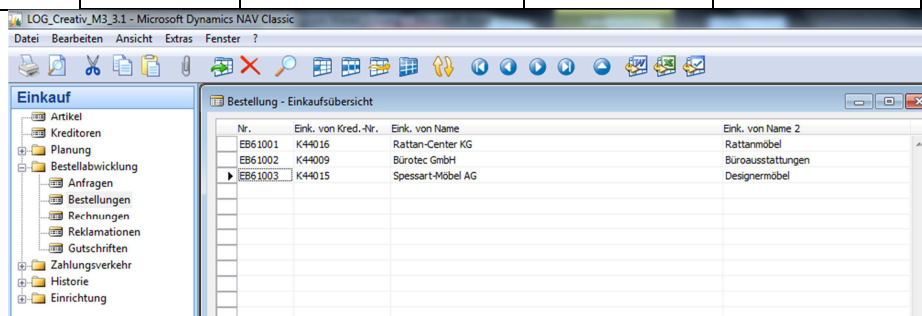 LOG_Creativ_M3_3.1 - Microsoft Dynamics NAV Classic
Datei Bearbeiten Ansicht Extras Fenster ?
Einkauf
Artikel
Kreditoren
Planung
Bestellabwicklung
Anfragen
Bestellungen
Rechnungen
Reklamationen
Gutschriften
Zahlungsverkehr
Historie
Einrichtung
Bestellung - Einkaufsübersicht
Nr. Eink. von Kred.-Nr. Eink. von Name Eink. von Name 2
EB61001 K44016 Rattan-Center KG Rattanmöbel
EB61002 K44009 Bürotec GmbH Büroausstattungen
EB61003 K44015 Spessart-Möbel AG Designermöbel